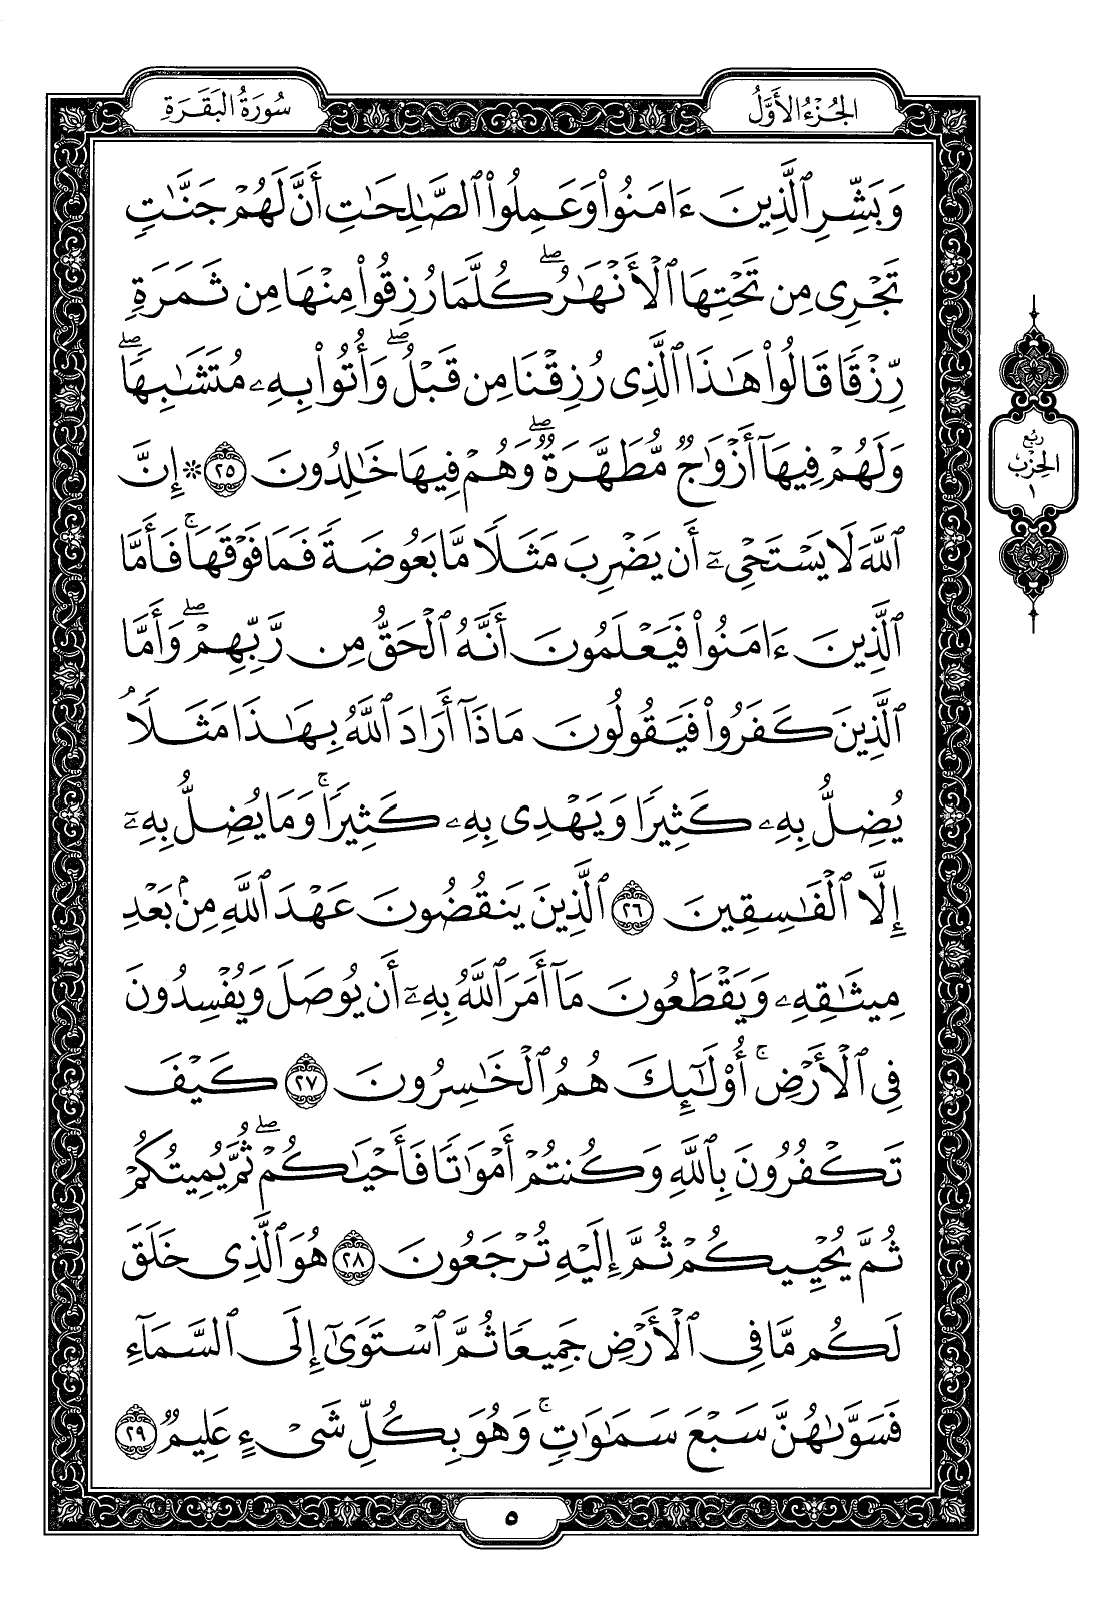 الجُزْءُ الأَوَّلُ
سُورَةُ البَقَرَةِ
وَبَشِّرِ ٱلَّذِينَ ءَامَنُوا۟ وَعَمِلُوا۟ ٱلصَّـٰلِحَـٰتِ أَنَّ لَهُمْ جَنَّـٰتٍ
تَجْرِى مِن تَحْتِهَا ٱلْأَنْهَـٰرُ ۖ كُلَّمَا رُزِقُوا۟ مِنْهَا مِن ثَمَرَةٍ
رِّزْقًا قَالُوا۟ هَـٰذَا ٱلَّذِى رُزِقْنَا مِن قَبْلُ ۖ وَأُتُوا۟ بِهِۦ مُتَشَـٰبِهًا ۖ
وَلَهُمْ فِيهَآ أَزْوَٰجٌ مُّطَهَّرَةٌ ۖ وَهُمْ فِيهَا خَـٰلِدُونَ ٢٥ * إِنَّ
ٱللَّهَ لَا يَسْتَحْىِۦٓ أَن يَضْرِبَ مَثَلًا مَّا بَعُوضَةً فَمَا فَوْقَهَا ۚ فَأَمَّا
ٱلَّذِينَ ءَامَنُوا۟ فَيَعْلَمُونَ أَنَّهُ ٱلْحَقُّ مِن رَّبِّهِمْ ۖ وَأَمَّا
ٱلَّذِينَ كَفَرُوا۟ فَيَقُولُونَ مَاذَآ أَرَادَ ٱللَّهُ بِهَـٰذَا مَثَلًا ۘ
يُضِلُّ بِهِۦ كَثِيرًا وَيَهْدِى بِهِۦ كَثِيرًا ۚ وَمَا يُضِلُّ بِهِۦٓ
إِلَّا ٱلْفَـٰسِقِينَ ٢٦ ٱلَّذِينَ يَنقُضُونَ عَهْدَ ٱللَّهِ مِنۢ بَعْدِ
مِيثَـٰقِهِۦ وَيَقْطَعُونَ مَآ أَمَرَ ٱللَّهُ بِهِۦٓ أَن يُوصَلَ وَيُفْسِدُونَ
فِى ٱلْأَرْضِ ۚ أُو۟لَـٰٓئِكَ هُمُ ٱلْخَـٰسِرُونَ ٢٧ كَيْفَ
تَكْفُرُونَ بِٱللَّهِ وَكُنتُمْ أَمْوَٰتًا فَأَحْيَـٰكُمْ ۖ ثُمَّ يُمِيتُكُمْ
ثُمَّ يُحْيِيكُمْ ثُمَّ إِلَيْهِ تُرْجَعُونَ ٢٨ هُوَ ٱلَّذِى خَلَقَ
لَكُم مَّا فِى ٱلْأَرْضِ جَمِيعًا ثُمَّ ٱسْتَوَىٰٓ إِلَى ٱلسَّمَآءِ
فَسَوَّىٰهُنَّ سَبْعَ سَمَـٰوَٰتٍ ۚ وَهُوَ بِكُلِّ شَىْءٍ عَلِيمٌ ٢٩
رُبع
الحِزْب
١
٥